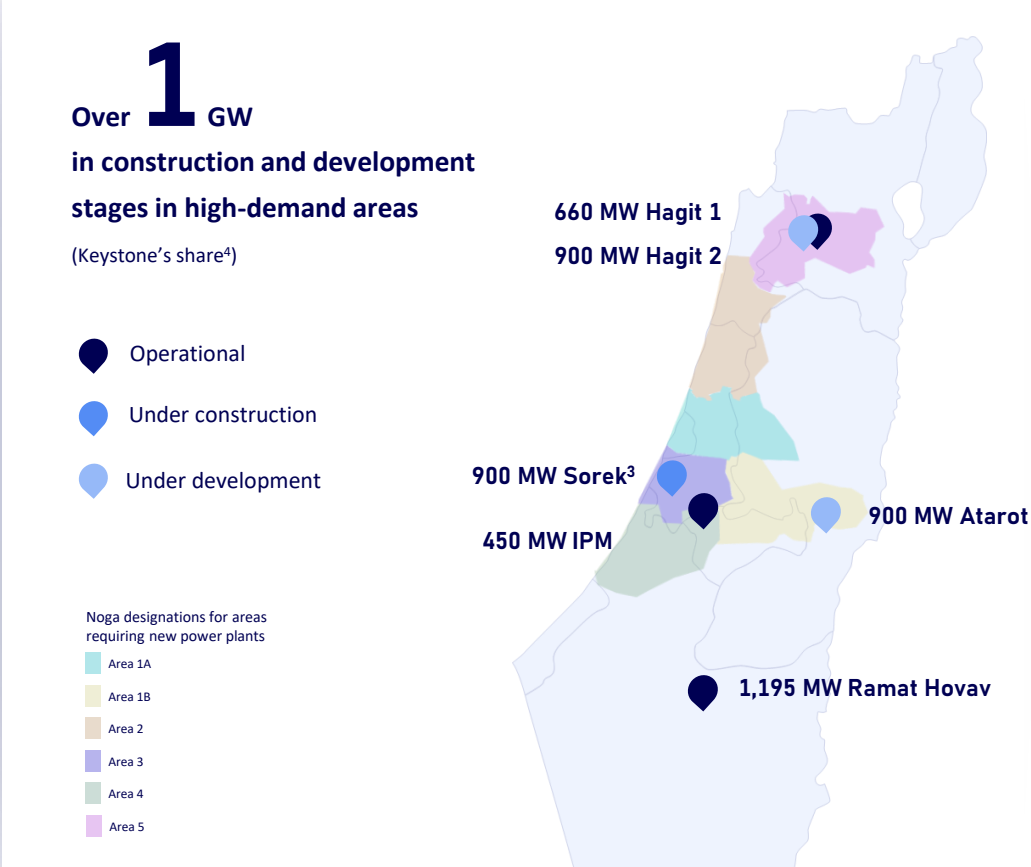 Over 1 GW
in construction and development
stages in high-demand areas
(Keystone's share⁴)
Operational
Under construction
Under development
Noga designations for areas
requiring new power plants
Area 1A
Area 1B
Area 2
Area 3
Area 4
Area 5
660 MW Hagit 1
900 MW Hagit 2
900 MW Sorek³
450 MW IPM
900 MW Atarot
1,195 MW Ramat Hovav